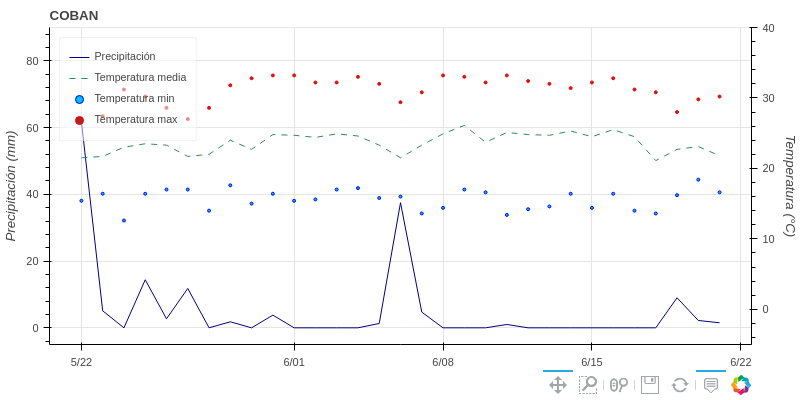 COBAN
Precipitación
Temperatura media
Temperatura min
Temperatura max
Precipitación (mm)
80
60
40
20
0
Temperatura (°C)
40
30
20
10
0
5/22
6/01
6/08
6/15
6/22